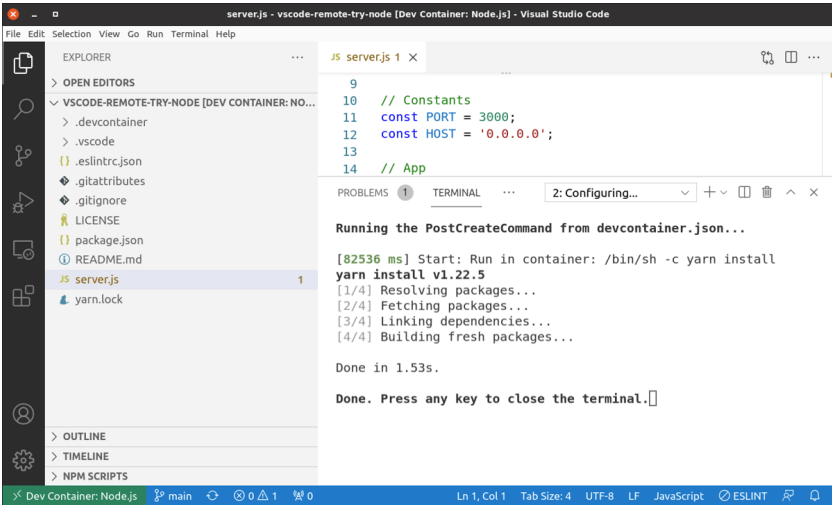 server.js - vscode-remote-try-node [Dev Container: Node.js] - Visual Studio Code
File Edit Selection View Go Run Terminal Help
EXPLORER
OPEN EDITORS
VSCODE-REMOTE-TRY-NODE [DEV CONTAINER: NO...
.devcontainer
.vscode
.eslintrc.json
.gitattributes
.gitignore
LICENSE
package.json
README.md
JS server.js 1
yarn.lock
OUTLINE
TIMELINE
NPM SCRIPTS
JS server.js 1
9
10 // Constants
11 const PORT = 3000;
12 const HOST = '0.0.0.0';
13
14 // App
PROBLEMS 1 TERMINAL ... 2: Configuring...
Running the PostCreateCommand from devcontainer.json...
[82536 ms] Start: Run in container: /bin/sh -c yarn install
yarn install v1.22.5
[1/4] Resolving packages...
[2/4] Fetching packages...
[3/4] Linking dependencies...
[4/4] Building fresh packages...
Done in 1.53s.
Done. Press any key to close the terminal.
Dev Container: Node.js main 0 1 0 Ln 1, Col 1 Tab Size: 4 UTF-8 LF JavaScript ESLINT